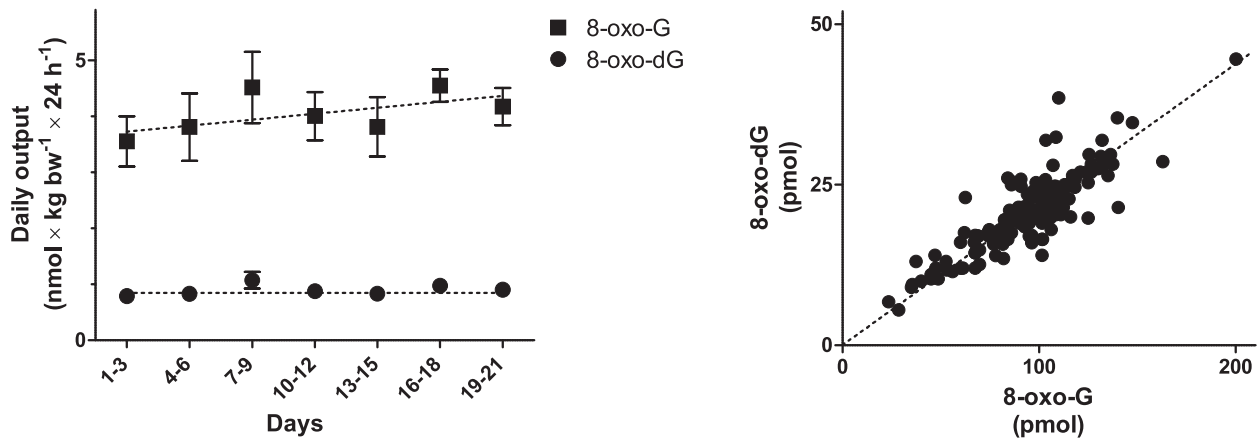 8-oxo-G
8-oxo-dG
Daily output
(nmol × kg bw⁻¹ × 24 h⁻¹)
5
0
1-3
4-6
7-9
10-12
13-15
16-18
19-21
Days
8-oxo-dG
(pmol)
50
25
0
0
100
200
8-oxo-G
(pmol)